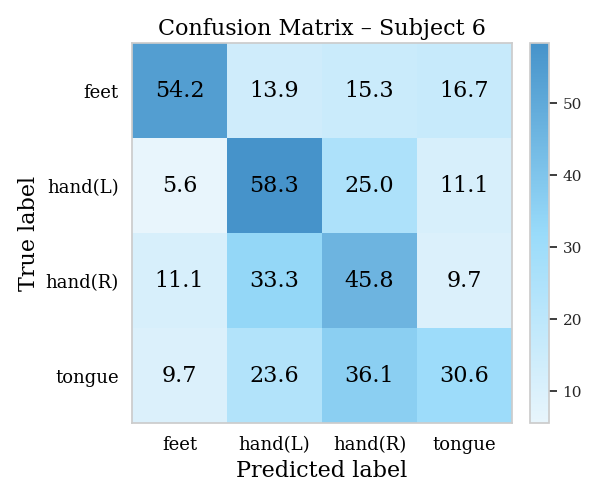 Confusion Matrix – Subject 6
True label
feet 54.2 13.9 15.3 16.7
hand(L) 5.6 58.3 25.0 11.1
hand(R) 11.1 33.3 45.8 9.7
tongue 9.7 23.6 36.1 30.6
feet hand(L) hand(R) tongue
Predicted label
50
40
30
20
10